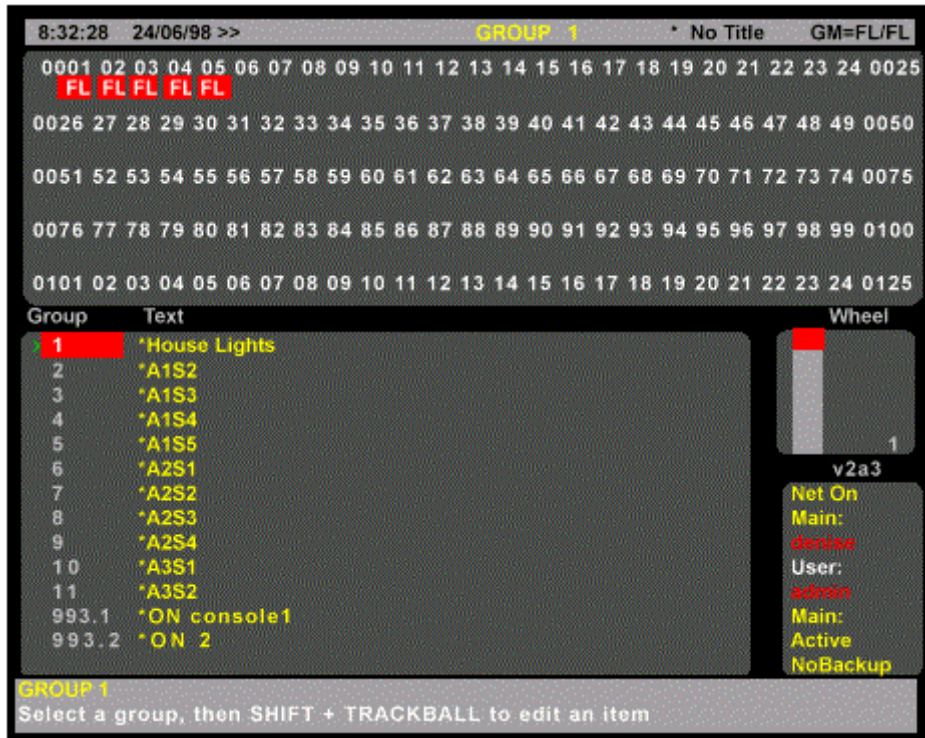 8:32:28 24/06/98 >> GROUP 1 * No Title GM=FL/FL
0001 02 03 04 05 06 07 08 09 10 11 12 13 14 15 16 17 18 19 20 21 22 23 24 0025
FL FL FL FL FL
0026 27 28 29 30 31 32 33 34 35 36 37 38 39 40 41 42 43 44 45 46 47 48 49 0050
0051 52 53 54 55 56 57 58 59 60 61 62 63 64 65 66 67 68 69 70 71 72 73 74 0075
0076 77 78 79 80 81 82 83 84 85 86 87 88 89 90 91 92 93 94 95 96 97 98 99 0100
0101 02 03 04 05 06 07 08 09 10 11 12 13 14 15 16 17 18 19 20 21 22 23 24 0125
Group Text
> 1 *House Lights
2 *A1S2
3 *A1S3
4 *A1S4
5 *A1S5
6 *A2S1
7 *A2S2
8 *A2S3
9 *A2S4
10 *A3S1
11 *A3S2
993.1 *ON console1
993.2 *ON 2
Wheel
1
v2a3
Net On
Main:
denise
User:
admin
Main:
Active
NoBackup
GROUP 1
Select a group, then SHIFT + TRACKBALL to edit an item